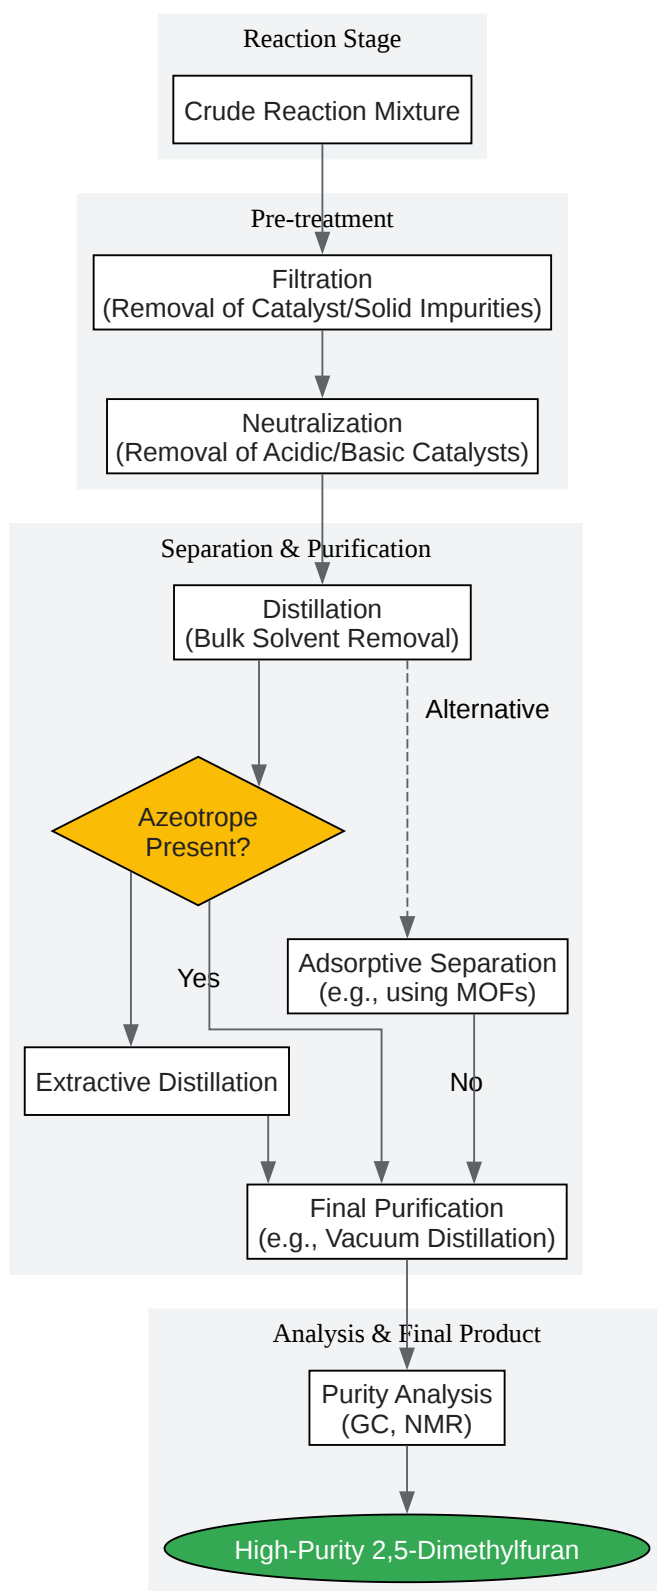 Reaction Stage
Crude Reaction Mixture
Pre-treatment
Filtration
(Removal of Catalyst/Solid Impurities)
Neutralization
(Removal of Acidic/Basic Catalysts)
Separation & Purification
Distillation
(Bulk Solvent Removal)
Alternative
Azeotrope
Present?
Yes
Adsorptive Separation
(e.g., using MOFs)
Extractive Distillation
No
Final Purification
(e.g., Vacuum Distillation)
Analysis & Final Product
Purity Analysis
(GC, NMR)
High-Purity 2,5-Dimethylfuran